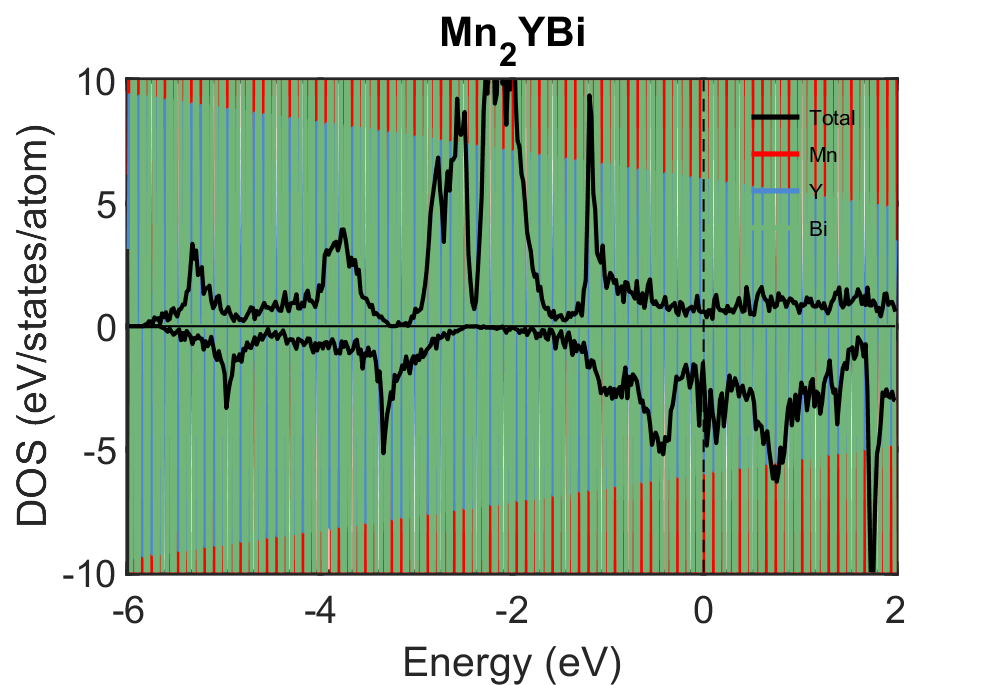 Mn2YBi
DOS (eV/states/atom)
10
5
0
-5
-10
Total
Mn
Y
Bi
-6 -4 -2 0 2
Energy (eV)